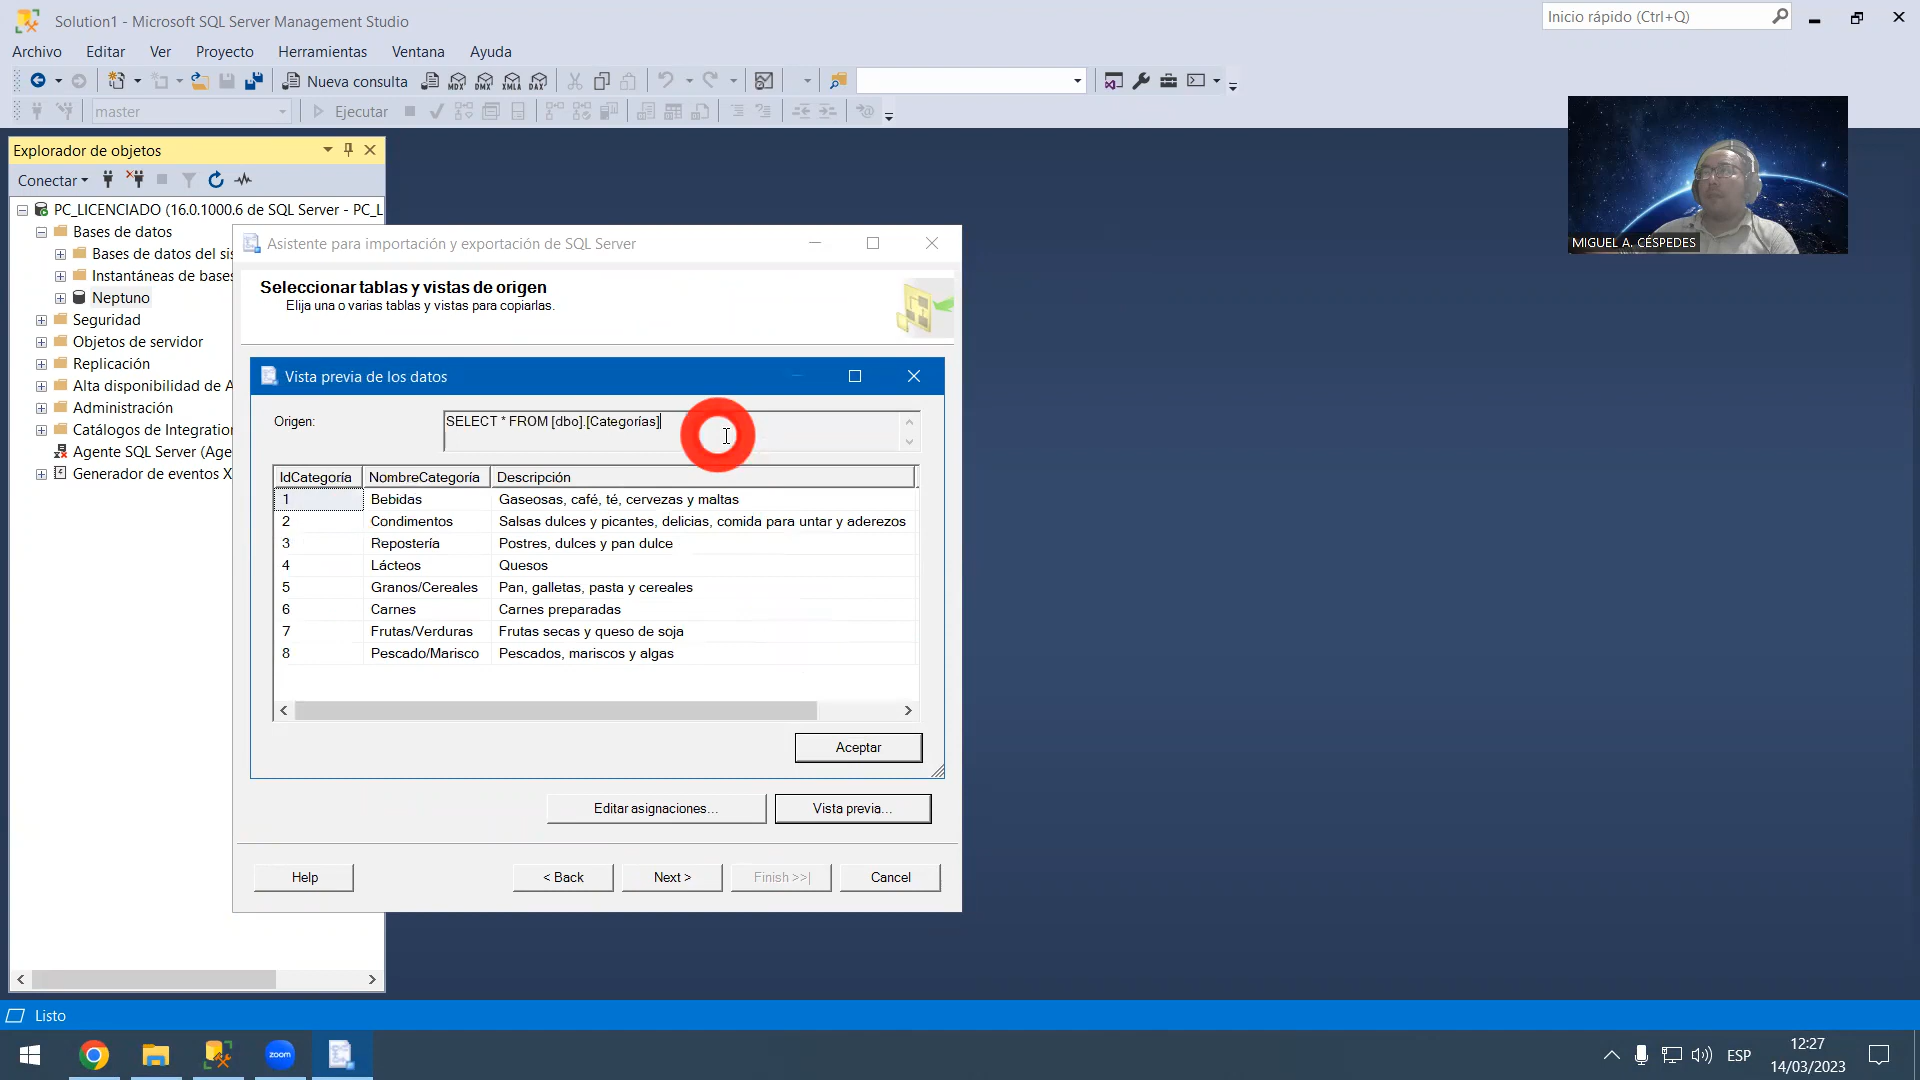 Solution1 - Microsoft SQL Server Management Studio
Inicio rápido (Ctrl+Q)
Archivo Editar Ver Proyecto Herramientas Ventana Ayuda
Nueva consulta MDX DMX XMLA DAX
master Ejecutar
Explorador de objetos
Conectar
PC_LICENCIADO (16.0.1000.6 de SQL Server - PC_L
Bases de datos
Bases de datos del sis
Instantáneas de bases
Neptuno
Seguridad
Objetos de servidor
Replicación
Alta disponibilidad de A
Administración
Catálogos de Integration
Agente SQL Server (Age
Generador de eventos X
MIGUEL A. CÉSPEDES
Asistente para importación y exportación de SQL Server
Seleccionar tablas y vistas de origen
Elija una o varias tablas y vistas para copiarlas.
Vista previa de los datos
Origen: SELECT * FROM [dbo].[Categorías]
IdCategoría NombreCategoría Descripción
1 Bebidas Gaseosas, café, té, cervezas y maltas
2 Condimentos Salsas dulces y picantes, delicias, comida para untar y aderezos
3 Repostería Postres, dulces y pan dulce
4 Lácteos Quesos
5 Granos/Cereales Pan, galletas, pasta y cereales
6 Carnes Carnes preparadas
7 Frutas/Verduras Frutas secas y queso de soja
8 Pescado/Marisco Pescados, mariscos y algas
Aceptar
Editar asignaciones... Vista previa...
Help < Back Next > Finish >>| Cancel
Listo
zoom
ESP
12:27
14/03/2023